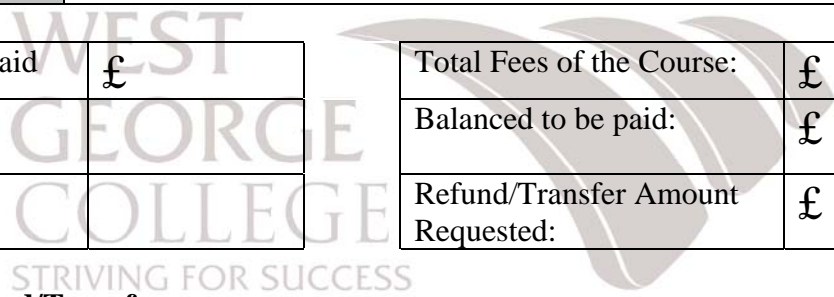 WEST
GEORGE
COLLEGE
STRIVING FOR SUCCESS
aid £
Total Fees of the Course: £
Balanced to be paid: £
Refund/Transfer Amount £
Requested: